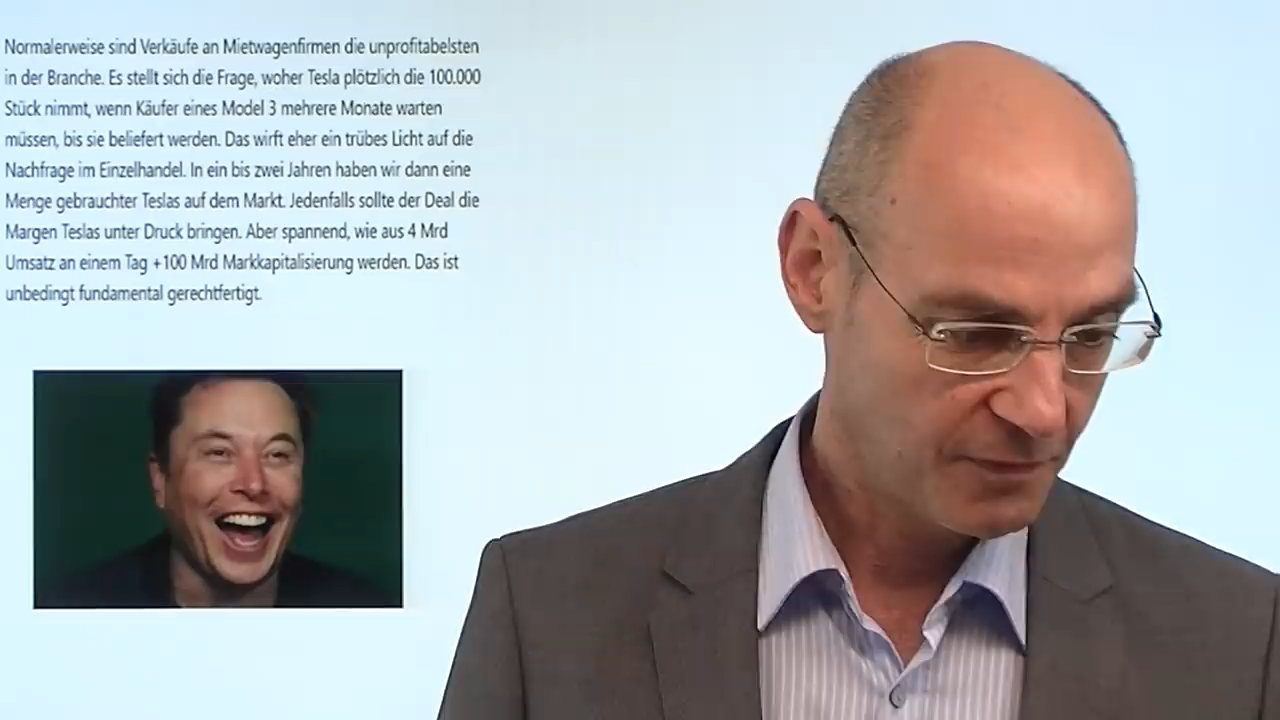 Normalerweise sind Verkäufe an Mietwagenfirmen die unprofitabelsten
in der Branche. Es stellt sich die Frage, woher Tesla plötzlich die 100.000
Stück nimmt, wenn Käufer eines Model 3 mehrere Monate warten
müssen, bis sie beliefert werden. Das wirft eher ein trübes Licht auf die
Nachfrage im Einzelhandel. In ein bis zwei Jahren haben wir dann eine
Menge gebrauchter Teslas auf dem Markt. Jedenfalls sollte der Deal die
Margen Teslas unter Druck bringen. Aber spannend, wie aus 4 Mrd
Umsatz an einem Tag +100 Mrd Markkapitalisierung werden. Das ist
unbedingt fundamental gerechtfertigt.